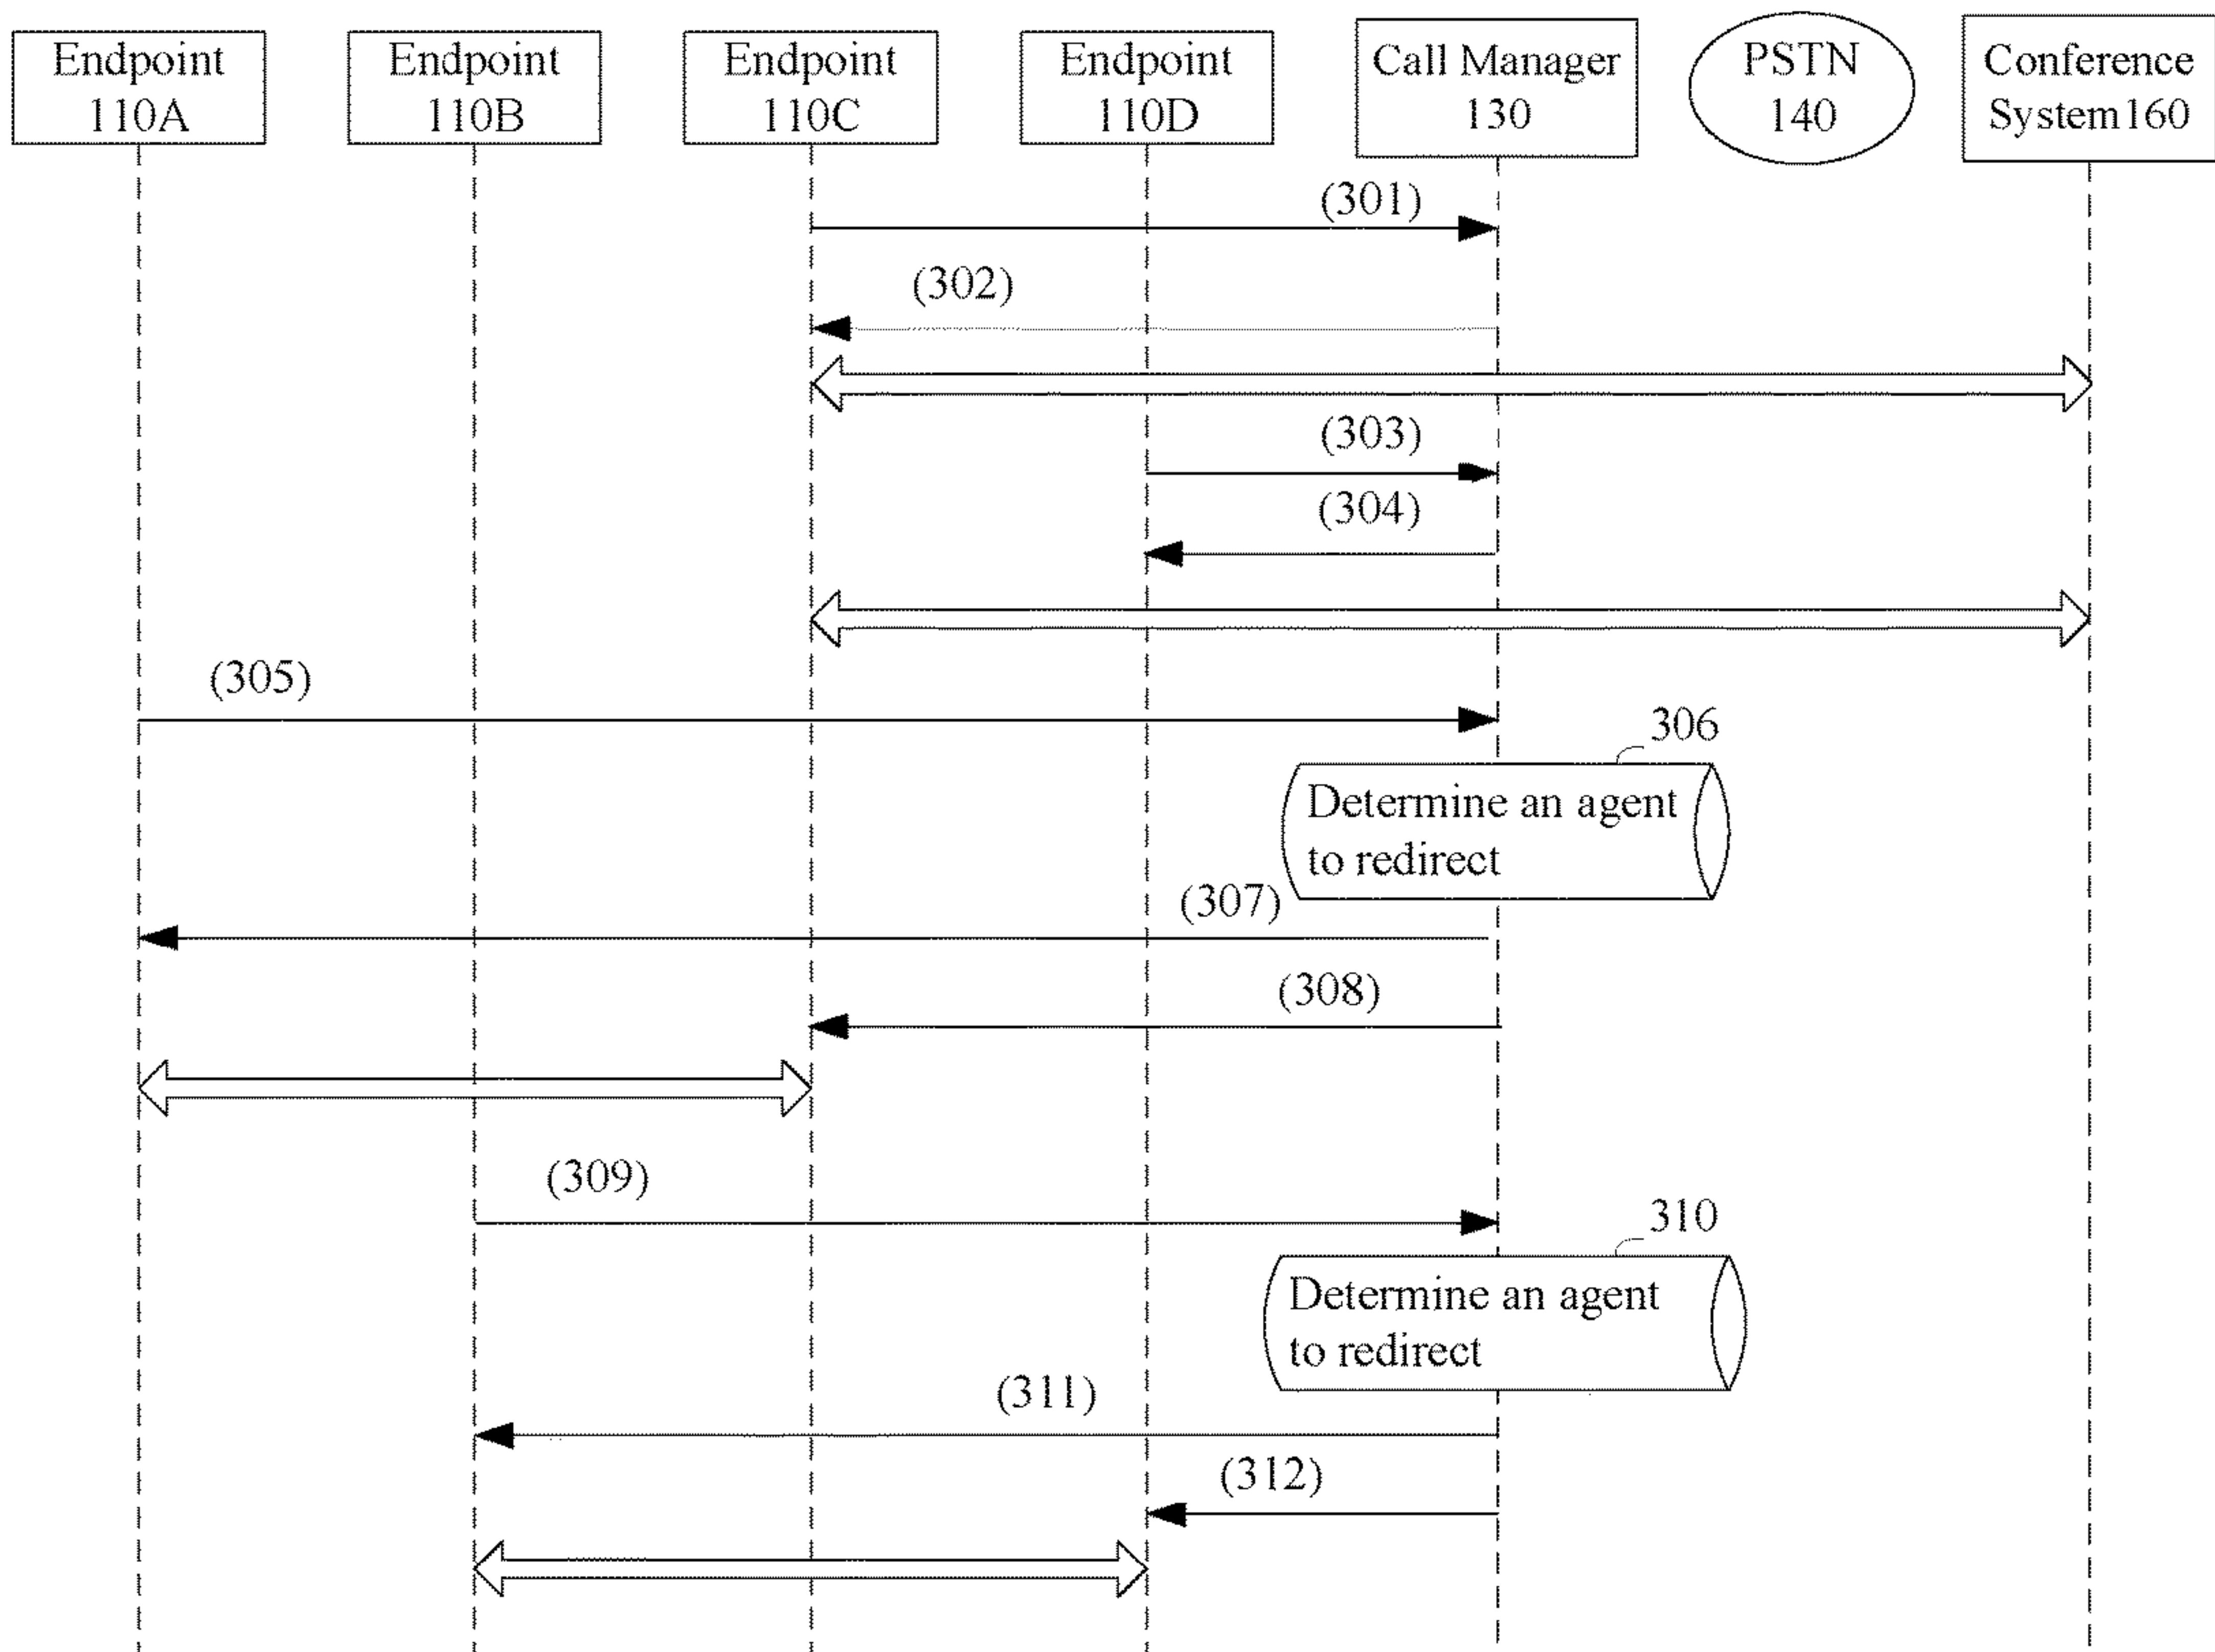 Endpoint
110A
Endpoint
110B
Endpoint
110C
Endpoint
110D
Call Manager
130
PSTN
140
Conference
System160
(301)
(302)
(303)
(304)
(305)
306
Determine an agent
to redirect
(307)
(308)
(309)
310
Determine an agent
to redirect
(311)
(312)